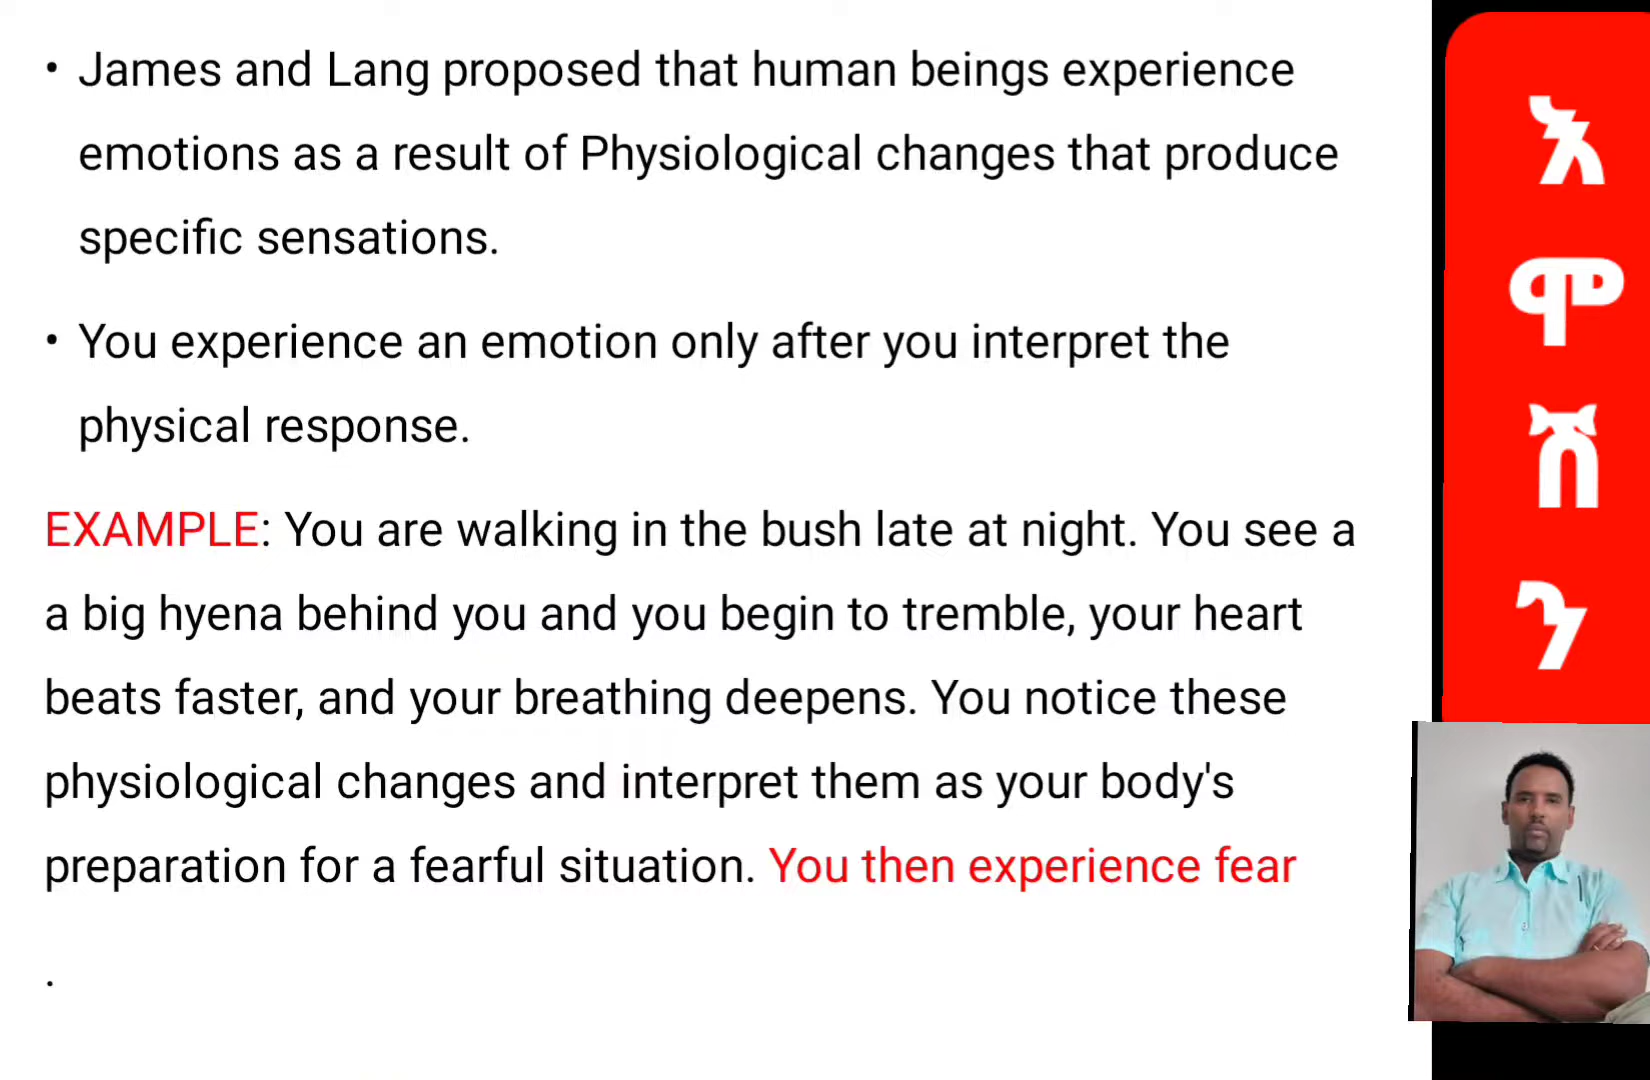 • James and Lang proposed that human beings experience
emotions as a result of Physiological changes that produce
specific sensations.
• You experience an emotion only after you interpret the
physical response.
EXAMPLE: You are walking in the bush late at night. You see a
a big hyena behind you and you begin to tremble, your heart
beats faster, and your breathing deepens. You notice these
physiological changes and interpret them as your body's
preparation for a fearful situation. You then experience fear
.
እ
ሞ
ሸ
ን